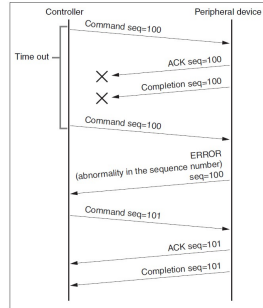 Controller Peripheral device
Command seq=100
Time out
ACK seq=100
Completion seq=100
Command seq=100
ERROR
(abnormality in the sequence number)
seq=100
Command seq=101
ACK seq=101
Completion seq=101